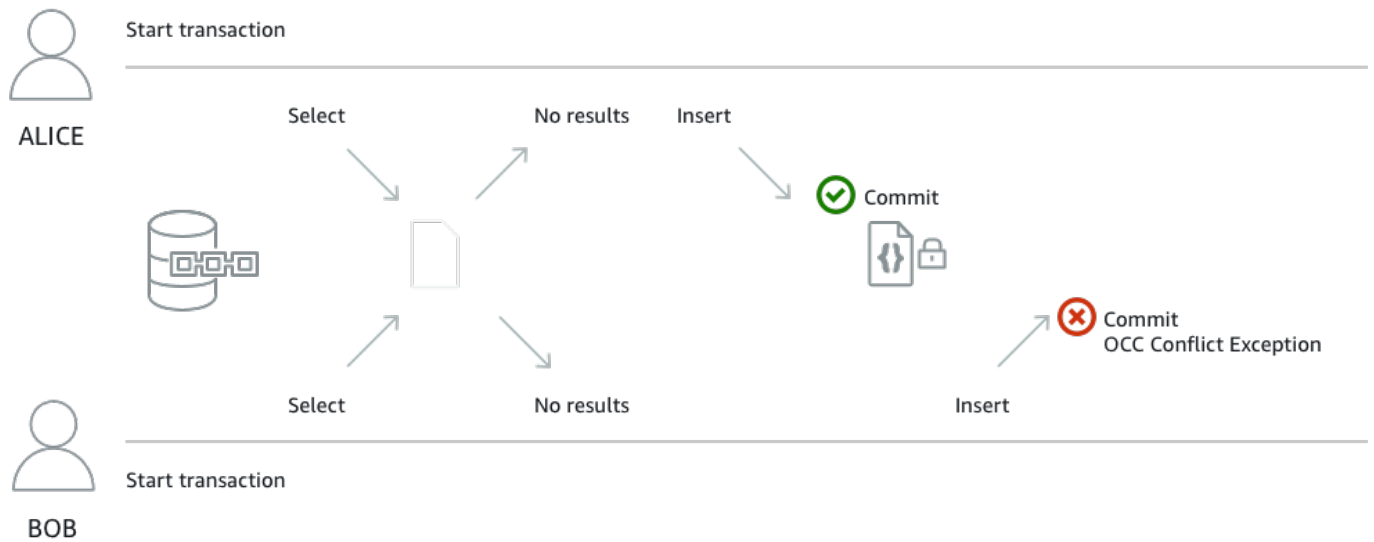 Start transaction
ALICE
Select
No results
Insert
Commit
{}
Commit
OCC Conflict Exception
Select
No results
Insert
Start transaction
BOB